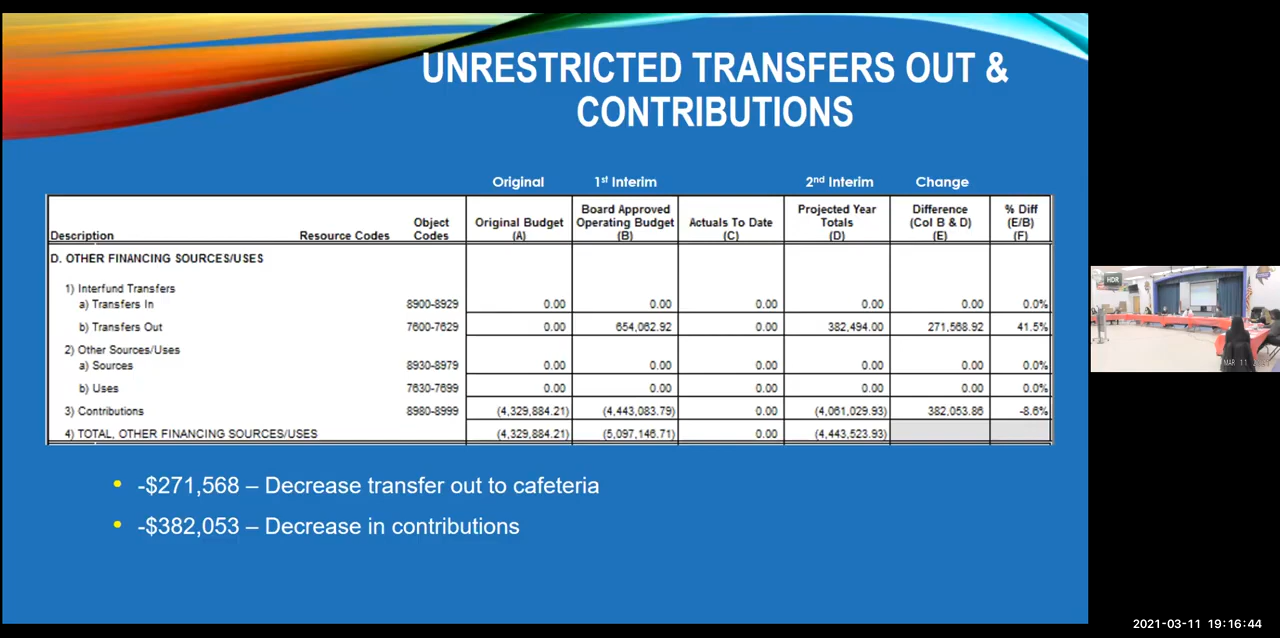 UNRESTRICTED TRANSFERS OUT &
CONTRIBUTIONS
Original 1st Interim 2nd Interim Change
Description Resource Codes Object Codes Original Budget (A) Board Approved Operating Budget (B) Actuals To Date (C) Projected Year Totals (D) Difference (Col B & D) (E) % Diff (E/B) (F)
D. OTHER FINANCING SOURCES/USES
1) Interfund Transfers
a) Transfers In 8900-8929 0.00 0.00 0.00 0.00 0.00 0.0%
b) Transfers Out 7600-7629 0.00 654,062.92 0.00 382,494.00 271,568.92 41.5%
2) Other Sources/Uses
a) Sources 8930-8979 0.00 0.00 0.00 0.00 0.00 0.0%
b) Uses 7630-7699 0.00 0.00 0.00 0.00 0.00 0.0%
3) Contributions 8980-8999 (4,329,884.21) (4,443,083.79) 0.00 (4,061,029.93) 382,053.86 -8.6%
4) TOTAL, OTHER FINANCING SOURCES/USES (4,329,884.21) (5,097,146.71) 0.00 (4,443,523.93)
• -$271,568 – Decrease transfer out to cafeteria
• -$382,053 – Decrease in contributions
HDR
MAR 11
2021-03-11 19:16:44